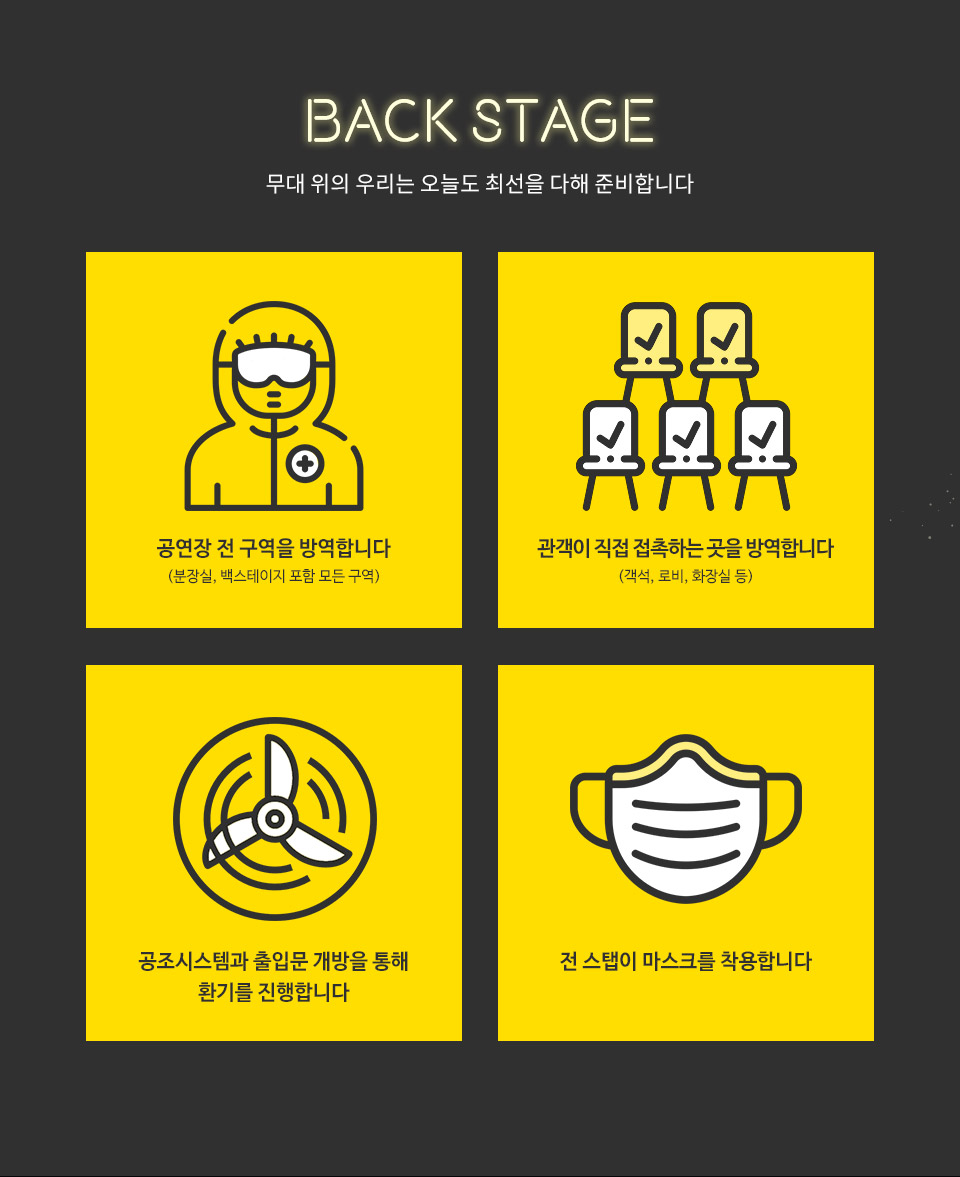 BACK STAGE
무대 위의 우리는 오늘도 최선을 다해 준비합니다
공연장 전 구역을 방역합니다
(분장실, 백스테이지 포함 모든 구역)
관객이 직접 접촉하는 곳을 방역합니다
(객석, 로비, 화장실 등)
공조시스템과 출입문 개방을 통해
환기를 진행합니다
전 스탭이 마스크를 착용합니다